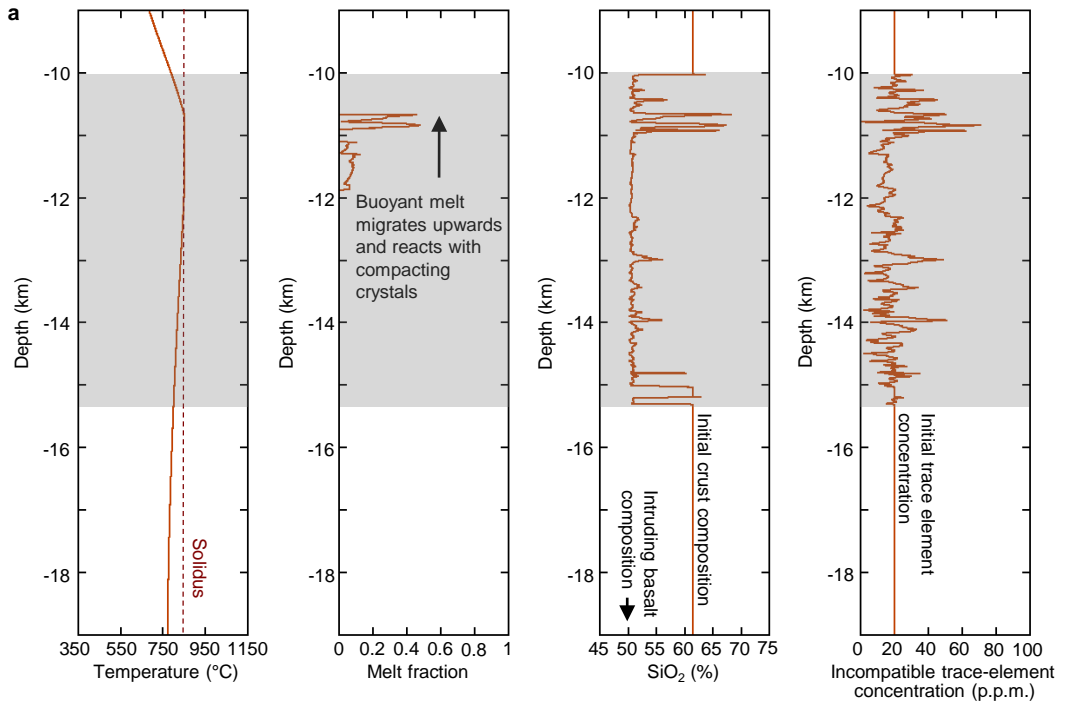 a
-10
-12
-14
-16
-18
Depth (km)
Solidus
350 550 750 950 1150
Temperature (°C)
-10
-12
-14
-16
-18
Depth (km)
Buoyant melt
migrates upwards
and reacts with
compacting
crystals
0 0.2 0.4 0.6 0.8 1
Melt fraction
-10
-12
-14
-16
-18
Depth (km)
Initial crust composition
Intruding basalt
composition
45 50 55 60 65 70 75
SiO₂ (%)
-10
-12
-14
-16
-18
Depth (km)
Initial trace element
concentration
0 20 40 60 80 100
Incompatible trace-element
concentration (p.p.m.)